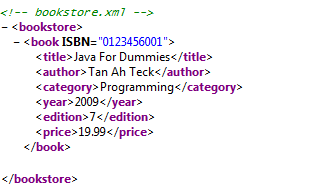 <!-- bookstore.xml -->
− <bookstore>
− <book ISBN="0123456001">
<title>Java For Dummies</title>
<author>Tan Ah Teck</author>
<category>Programming</category>
<year>2009</year>
<edition>7</edition>
<price>19.99</price>
</book>
</bookstore>